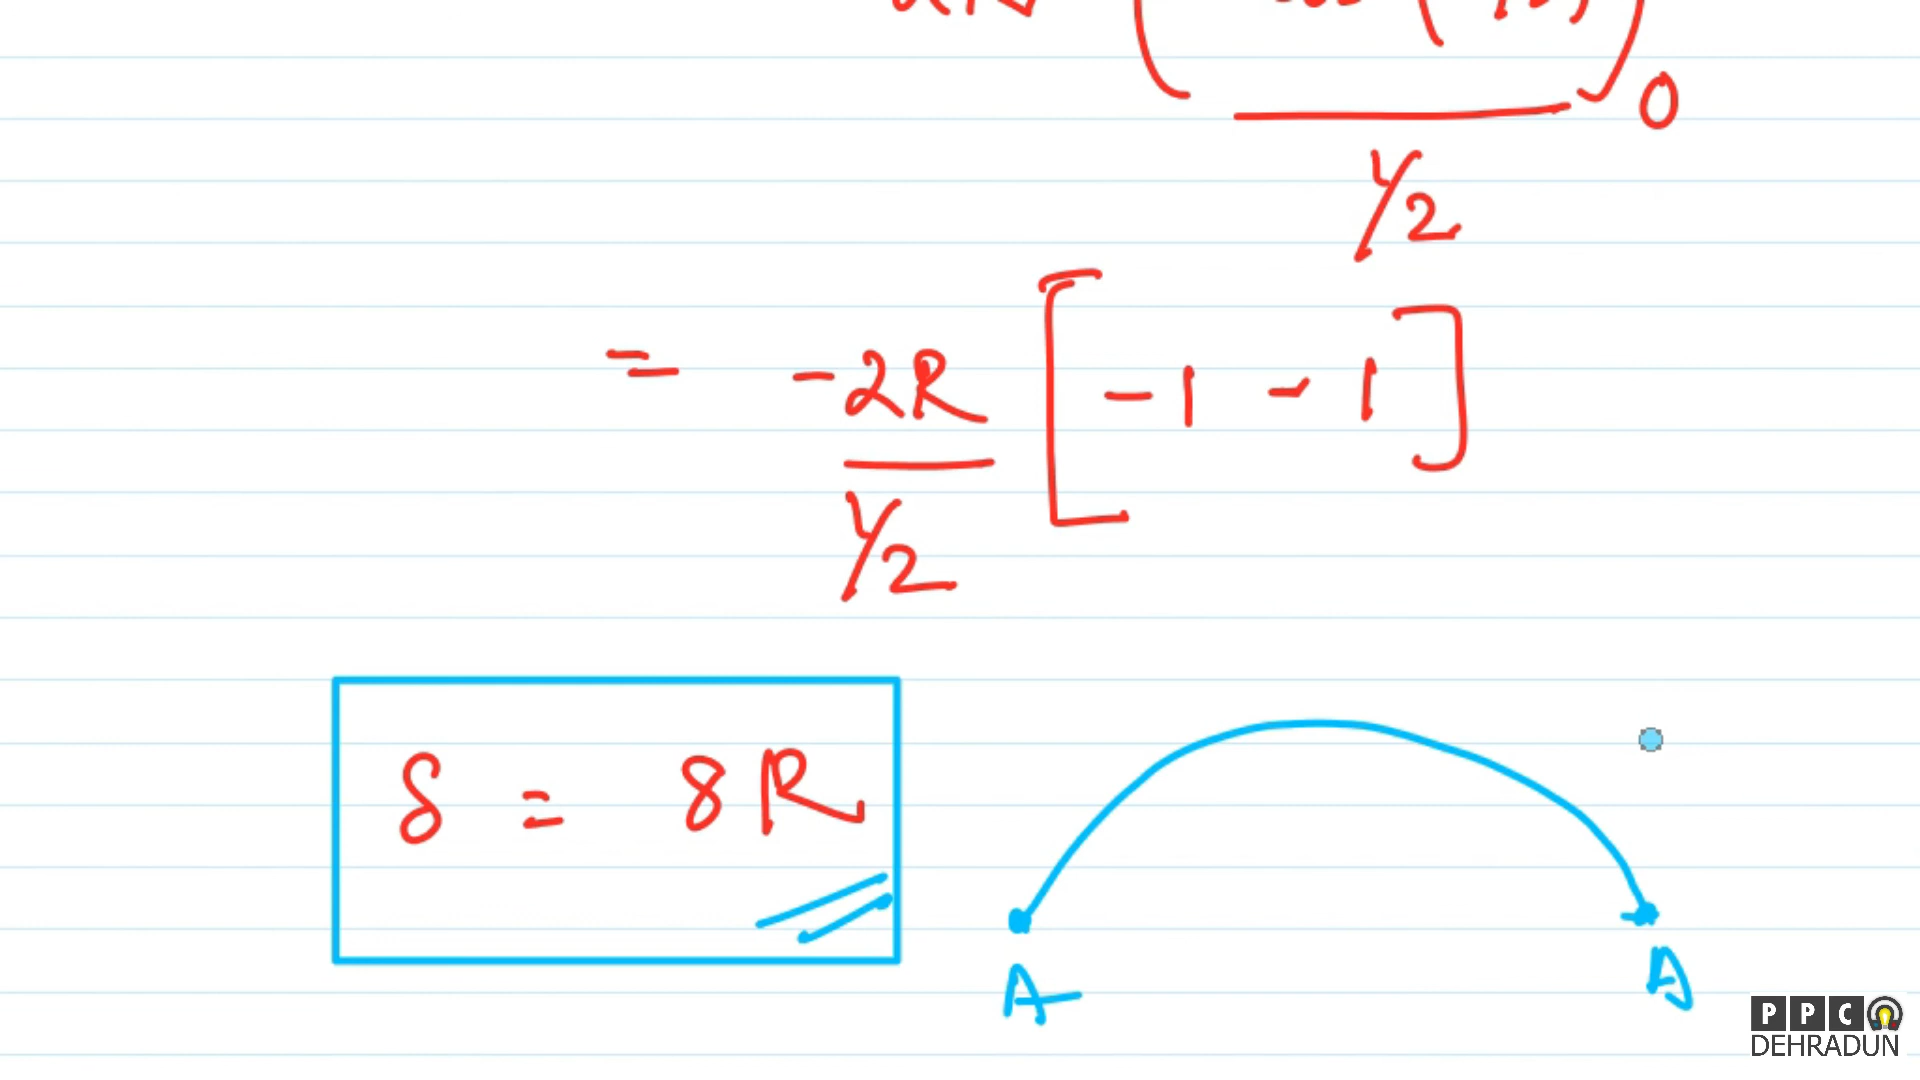 0
1/2
= -2R/1/2 [-1 - 1]
δ = 8R
A A
PPC
DEHRADUN